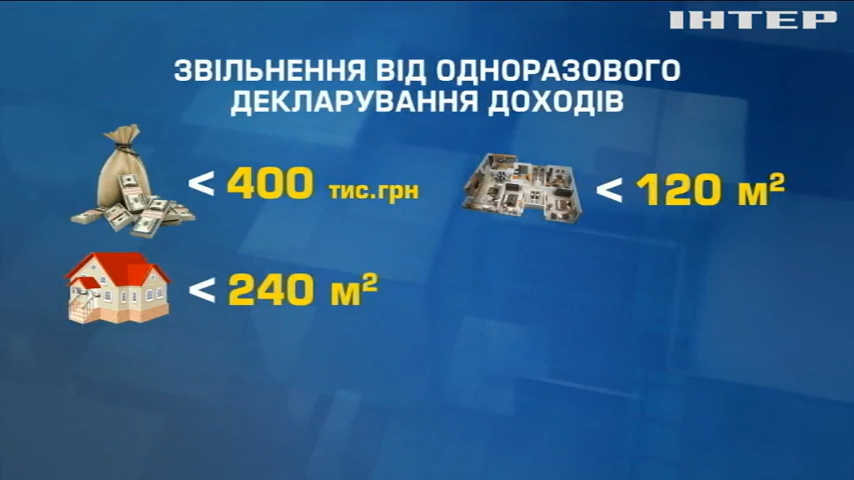 ІНТЕР
ЗВІЛЬНЕННЯ ВІД ОДНОРАЗОВОГО
ДЕКЛАРУВАННЯ ДОХОДІВ
< 400 тис.грн
< 120 м²
< 240 м²